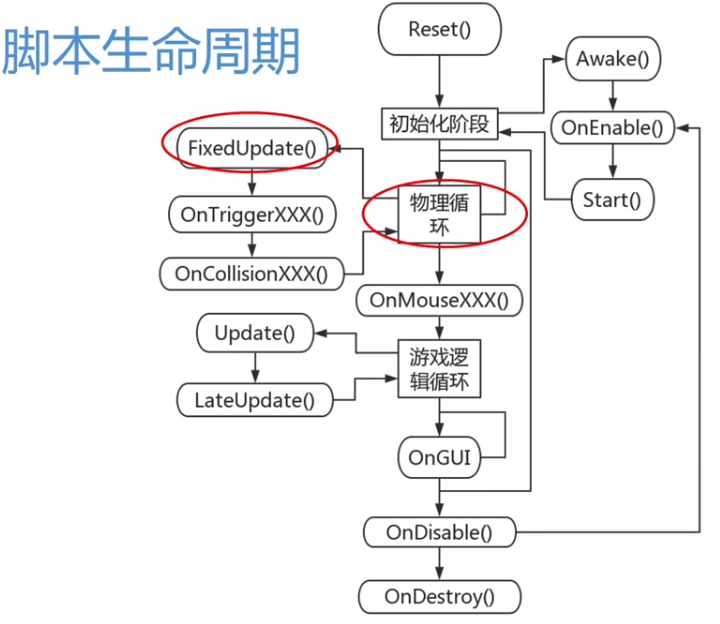 脚本生命周期
Reset()
Awake()
初始化阶段
OnEnable()
FixedUpdate()
Start()
物理循
环
OnTriggerXXX()
OnCollisionXXX()
OnMouseXXX()
Update()
游戏逻
辑循环
LateUpdate()
OnGUI
OnDisable()
OnDestroy()